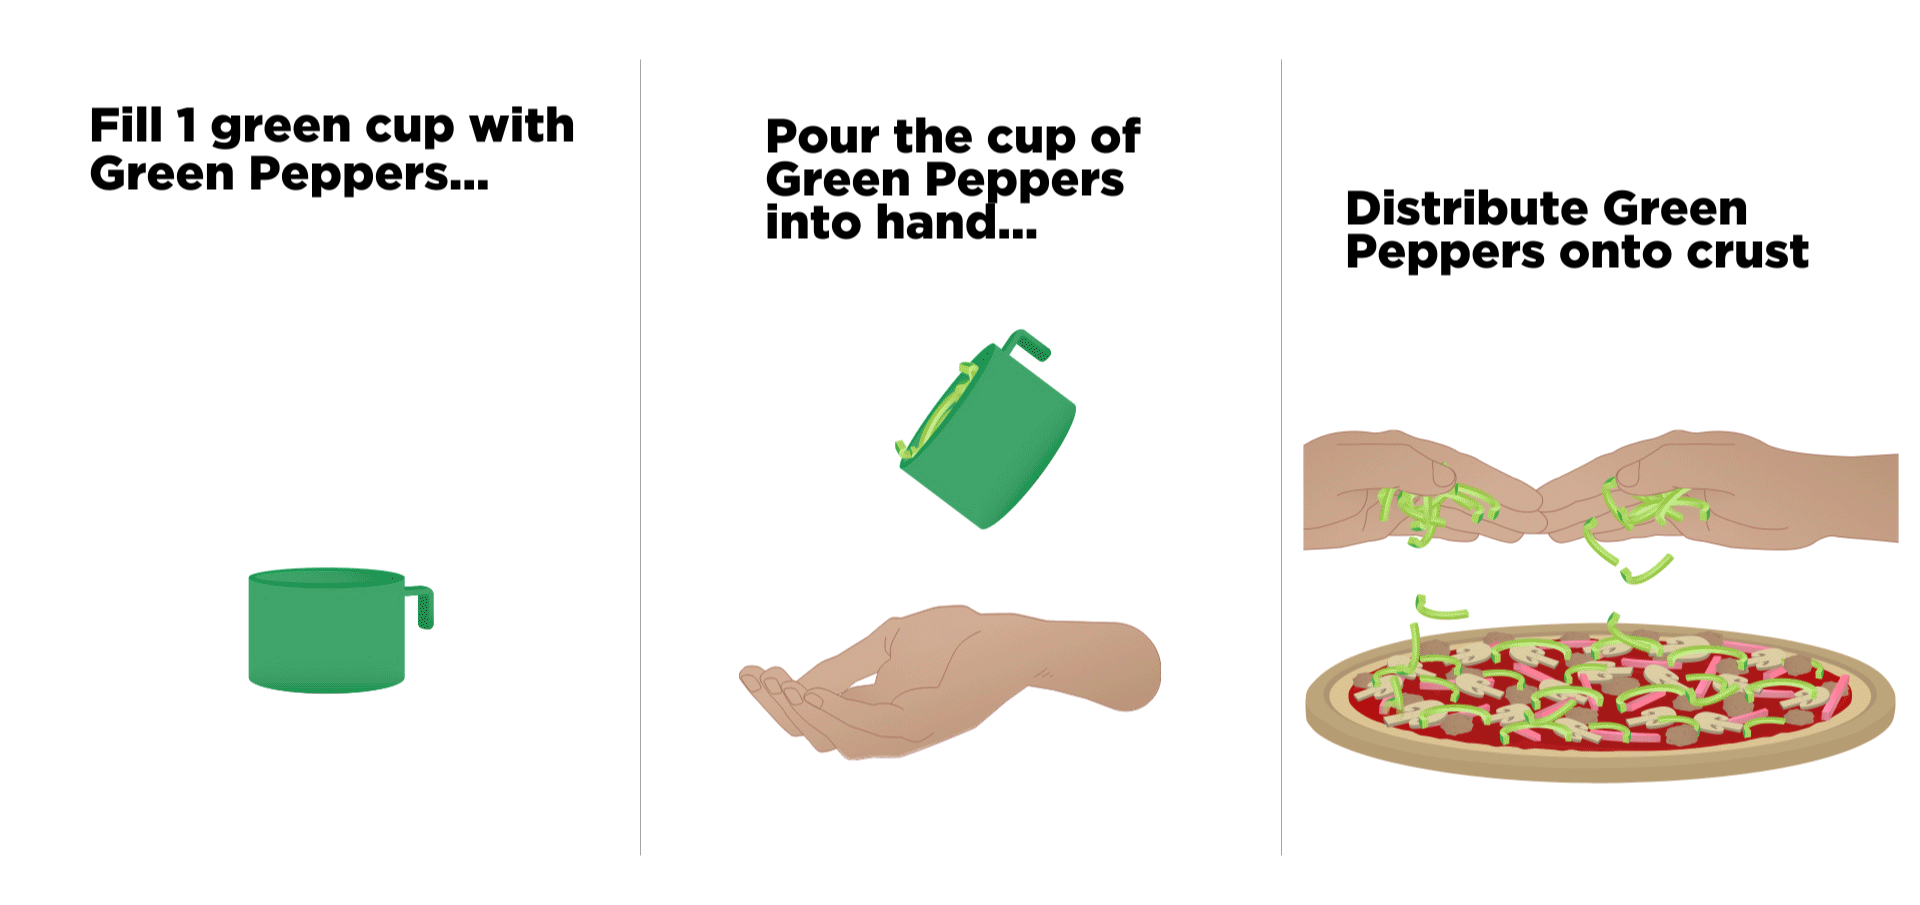 Fill 1 green cup with
Green Peppers...
Pour the cup of
Green Peppers
into hand...
Distribute Green
Peppers onto crust